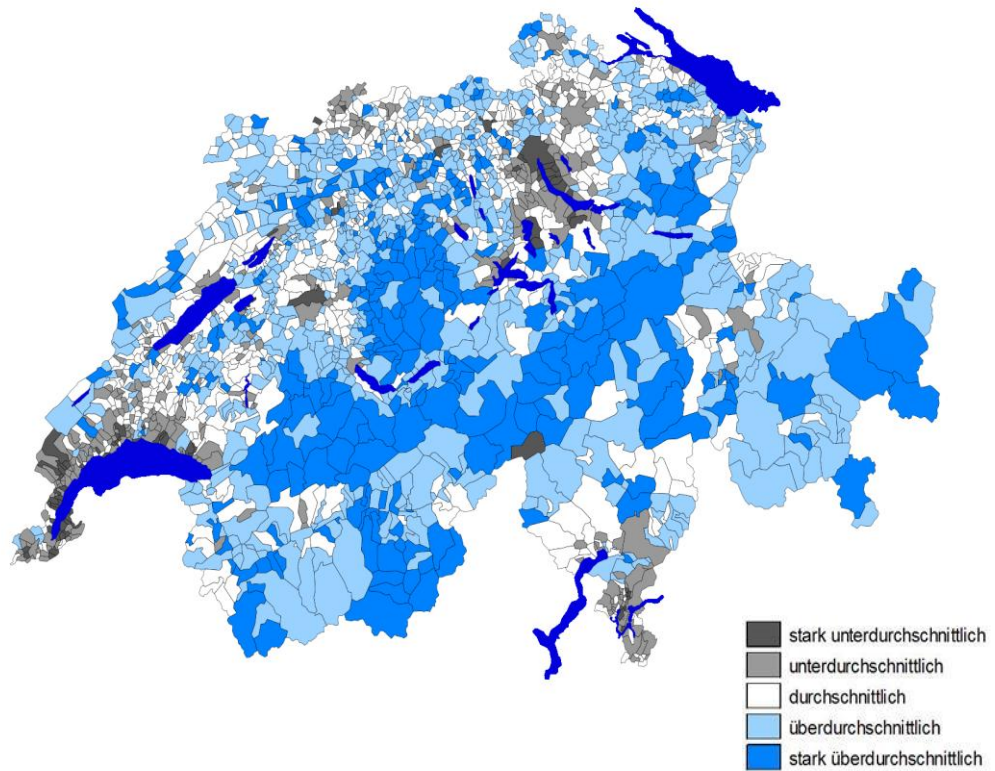 stark unterdurchschnittlich
unterdurchschnittlich
durchschnittlich
überdurchschnittlich
stark überdurchschnittlich